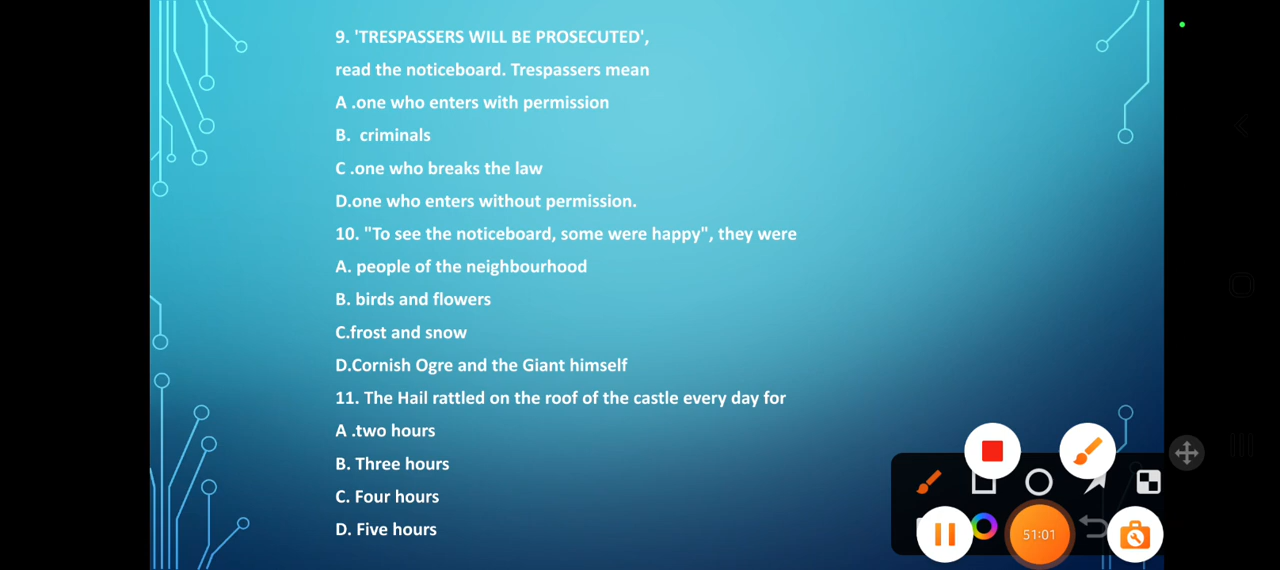 9. 'TRESPASSERS WILL BE PROSECUTED',
read the noticeboard. Trespassers mean
A .one who enters with permission
B.  criminals
C .one who breaks the law
D.one who enters without permission.
10. "To see the noticeboard, some were happy", they were
A. people of the neighbourhood
B. birds and flowers
C.frost and snow
D.Cornish Ogre and the Giant himself
11. The Hail rattled on the roof of the castle every day for
A .two hours
B. Three hours
C. Four hours
D. Five hours
51:01